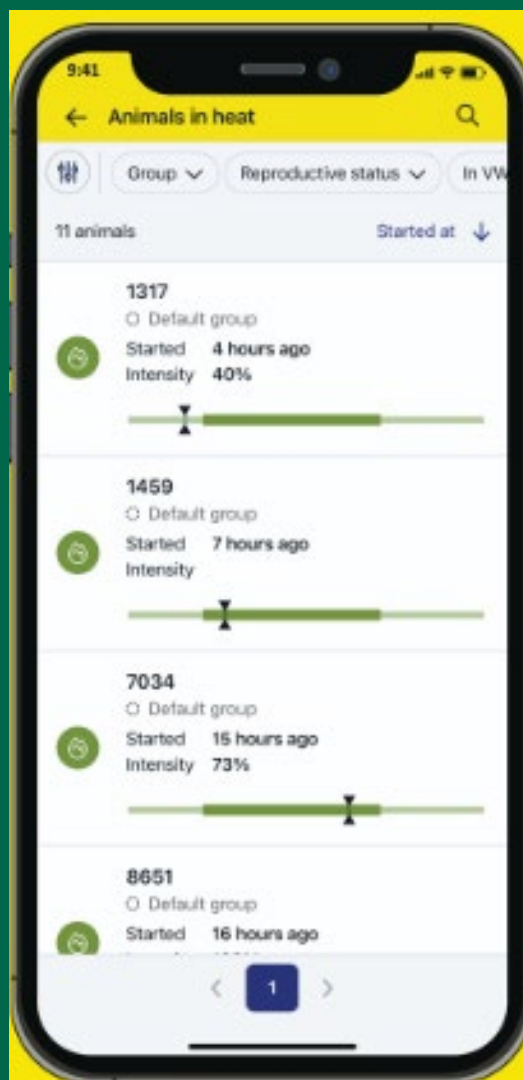 9:41
Animals in heat
Group
Reproductive status
In VW
11 animals
Started at
1317
Default group
Started 4 hours ago
Intensity 40%
1459
Default group
Started 7 hours ago
Intensity
7034
Default group
Started 15 hours ago
Intensity 73%
8651
Default group
Started 16 hours ago
1